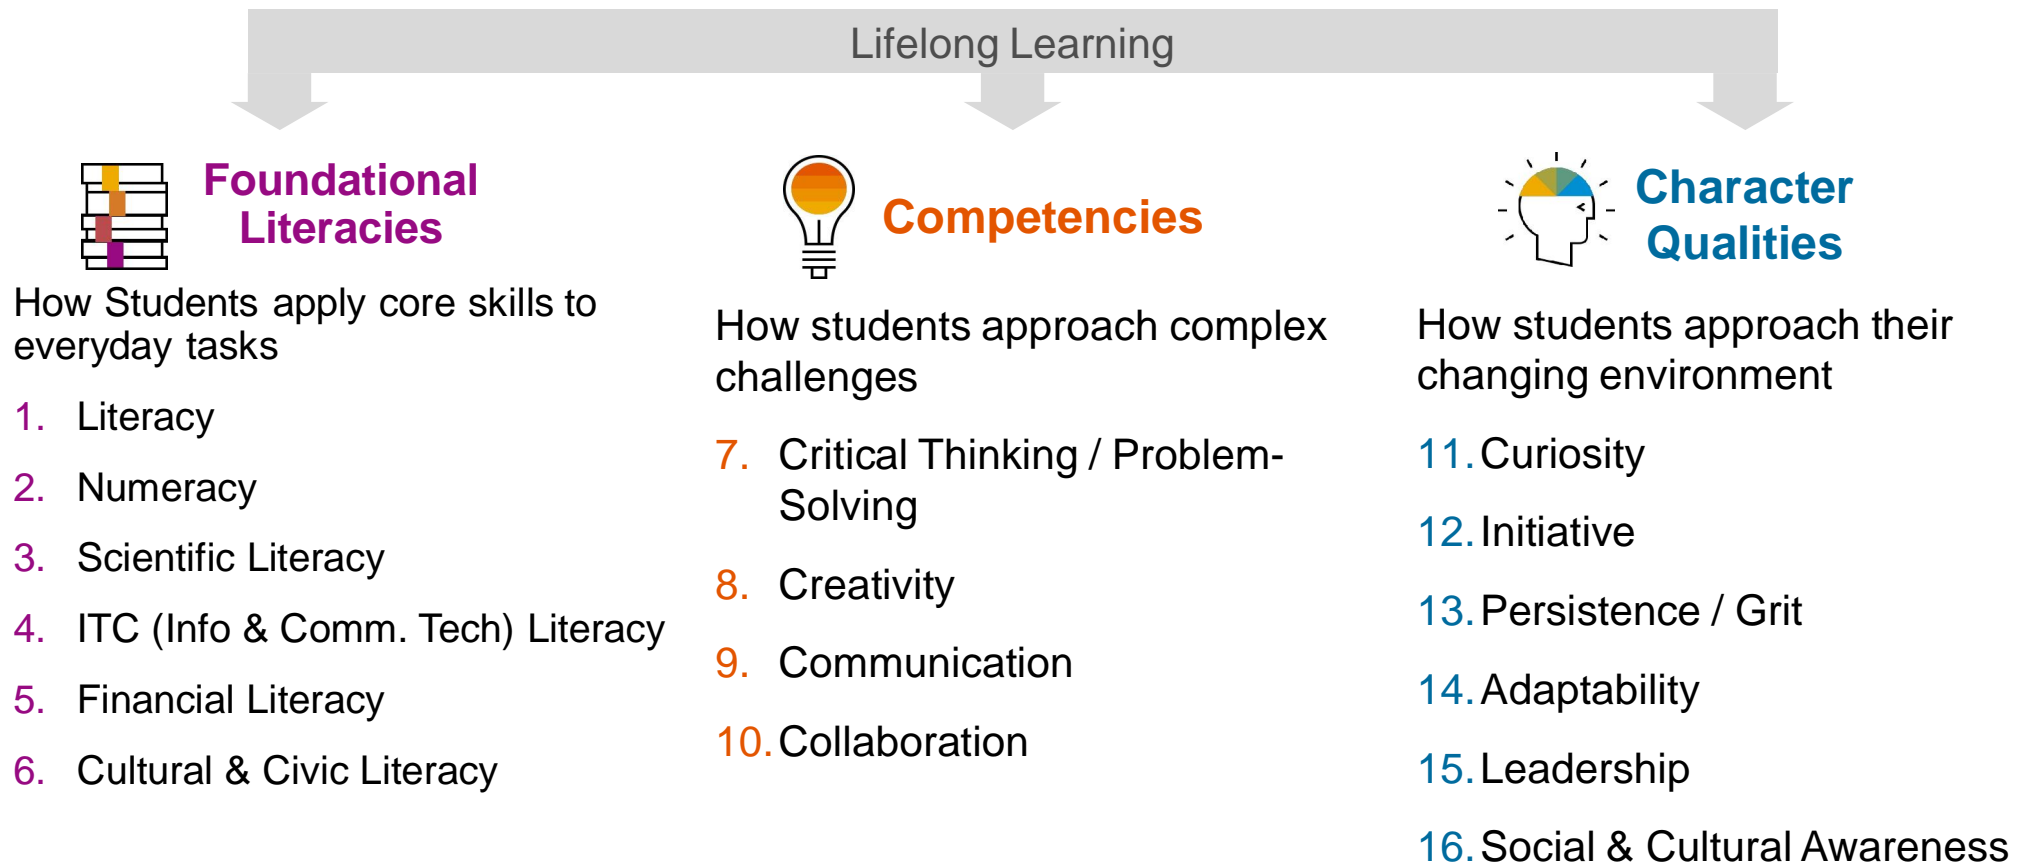 Lifelong Learning
Foundational
Literacies
How Students apply core skills to
everyday tasks
1. Literacy
2. Numeracy
3. Scientific Literacy
4. ITC (Info & Comm. Tech) Literacy
5. Financial Literacy
6. Cultural & Civic Literacy
Competencies
How students approach complex
challenges
7. Critical Thinking / Problem-
Solving
8. Creativity
9. Communication
10. Collaboration
Character
Qualities
How students approach their
changing environment
11. Curiosity
12. Initiative
13. Persistence / Grit
14. Adaptability
15. Leadership
16. Social & Cultural Awareness